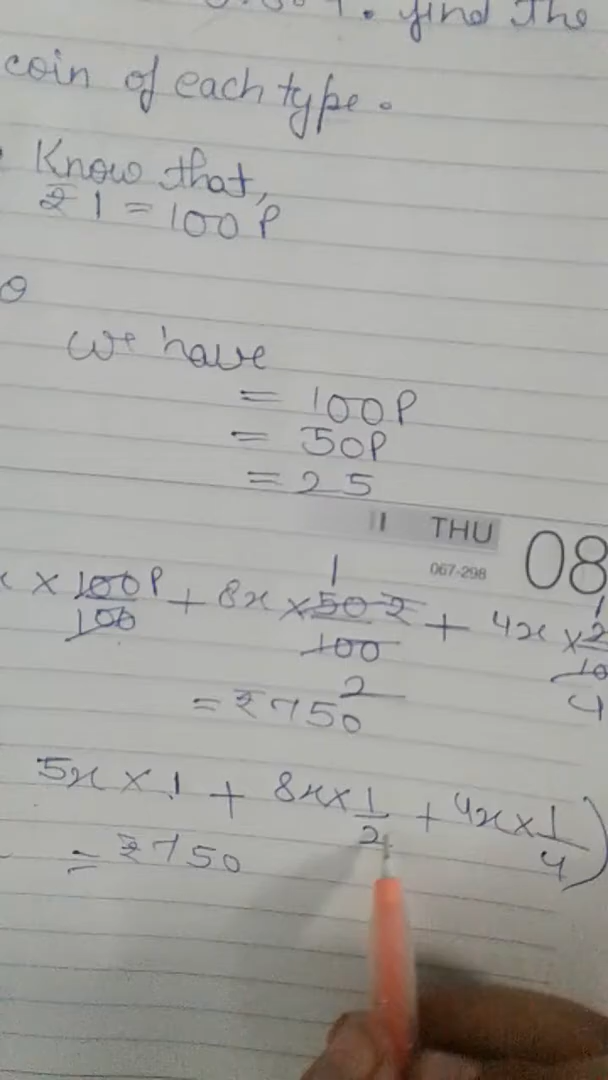 find the
coin of each type.
Know that,
₹ 1 = 100 P
we have
= 100P
= 50P
= 25
THU 08
067-298
x × 100P/100 + 8x × 50/100 + 4x ×
1
2
4
= ₹750
5x × 1 + 8x × 1/2 + 4x × 1/4)
= ₹750